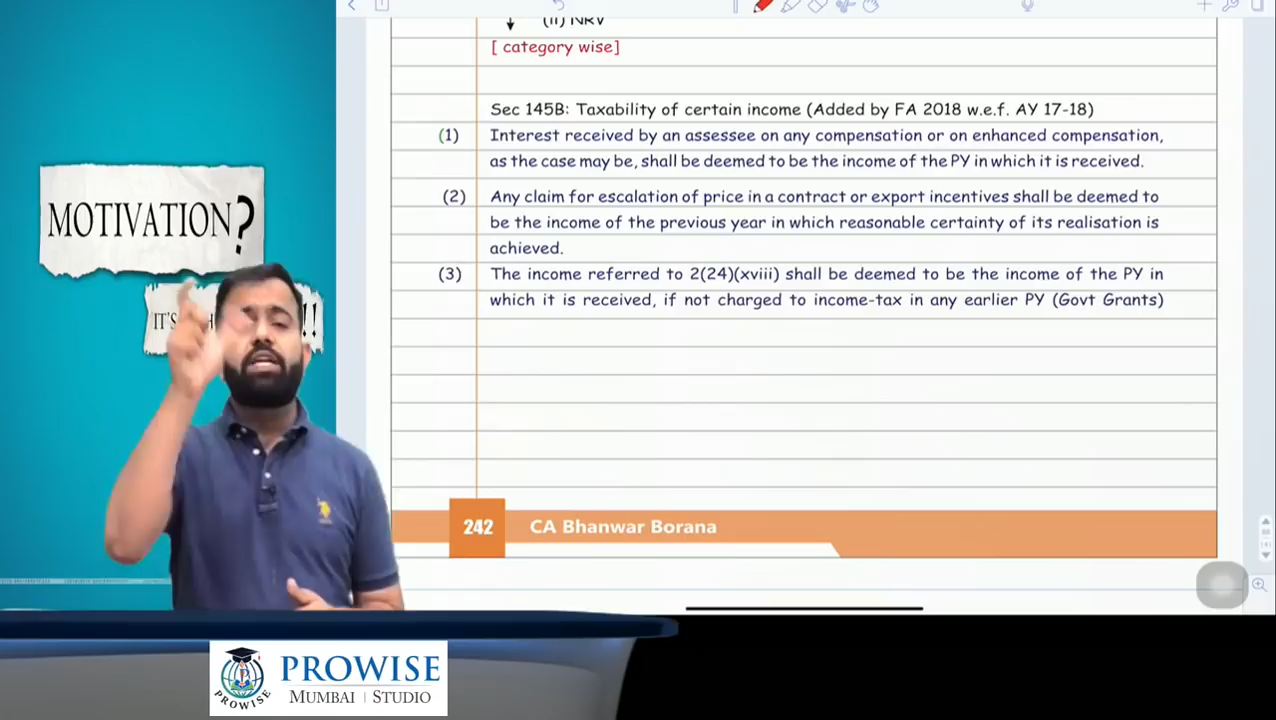 (ii) NRV
[ category wise]
Sec 145B: Taxability of certain income (Added by FA 2018 w.e.f. AY 17-18)
(1) Interest received by an assessee on any compensation or on enhanced compensation,
as the case may be, shall be deemed to be the income of the PY in which it is received.
(2) Any claim for escalation of price in a contract or export incentives shall be deemed to
be the income of the previous year in which reasonable certainty of its realisation is
achieved.
(3) The income referred to 2(24)(xviii) shall be deemed to be the income of the PY in
which it is received, if not charged to income-tax in any earlier PY (Govt Grants)
MOTIVATION?
IT'S
!!
242 CA Bhanwar Borana
PROWISE
MUMBAI | STUDIO
PROWISE